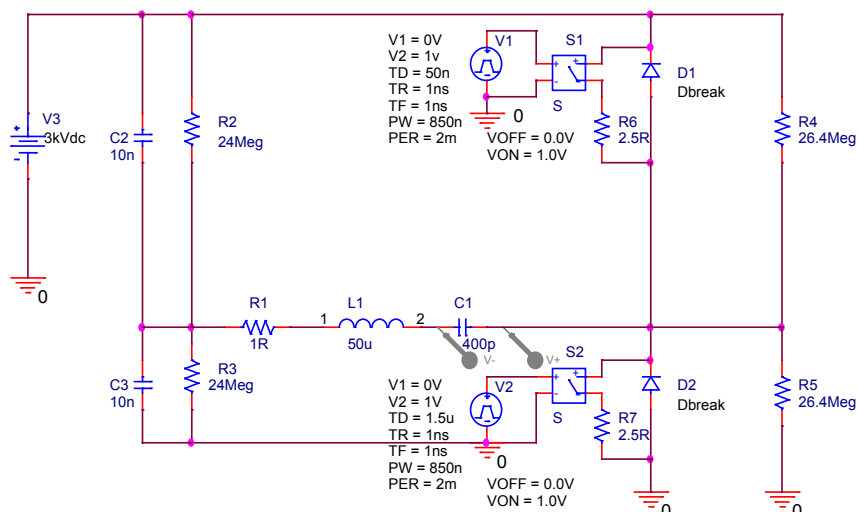 V3
3kVdc
0
C2
10n
R2
24Meg
V1 = 0V
V2 = 1v
TD = 50n
TR = 1ns
TF = 1ns
PW = 850n
PER = 2m
V1
0
S1
S
VOFF = 0.0V
VON = 1.0V
R6
2.5R
D1
Dbreak
R4
26.4Meg
R1
1R
L1
1
2
50u
C1
400p
V-
V+
C3
10n
R3
24Meg
V1 = 0V
V2 = 1V
TD = 1.5u
TR = 1ns
TF = 1ns
PW = 850n
PER = 2m
V2
0
S2
S
VOFF = 0.0V
VON = 1.0V
R7
2.5R
D2
Dbreak
0
R5
26.4Meg
0